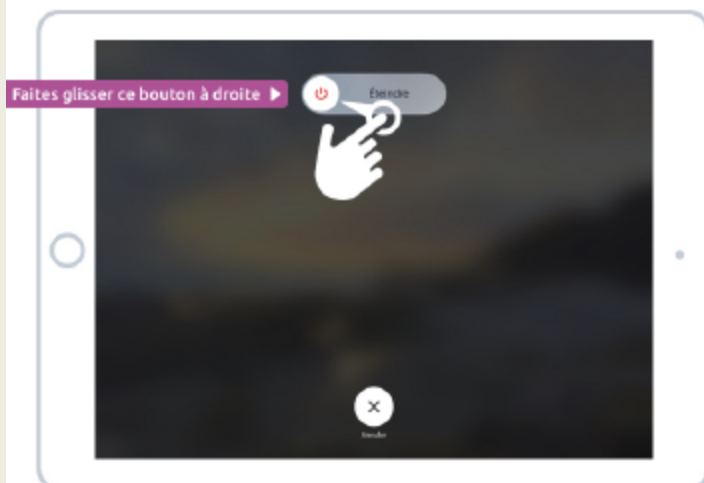 Faites glisser ce bouton à droite ▶
Éteindre